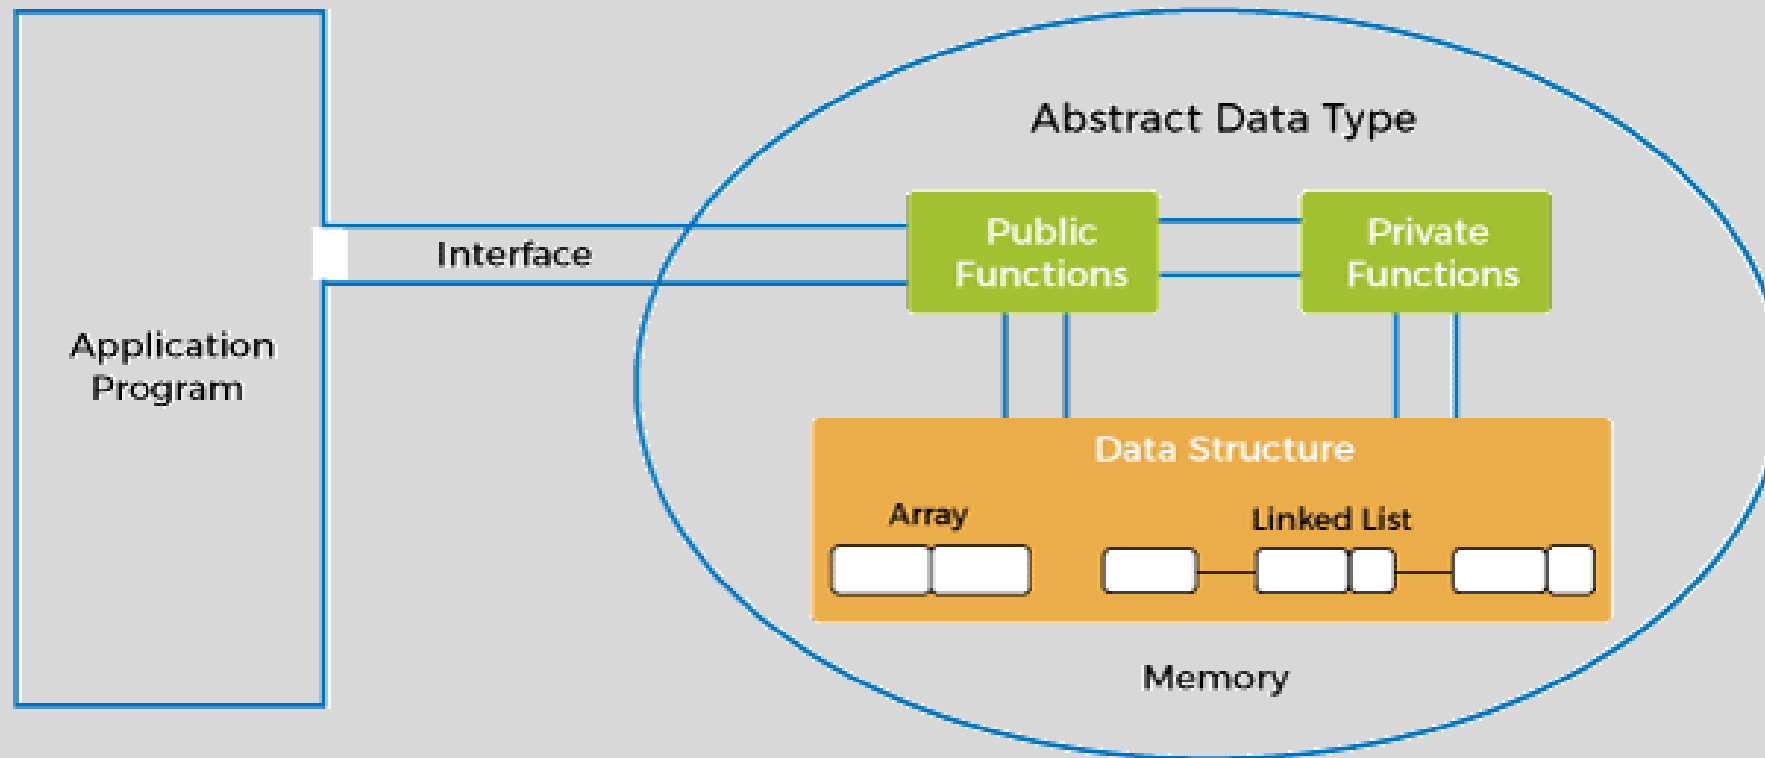 Abstract Data Type
Public
Functions
Private
Functions
Interface
Application
Program
Data Structure
Array
Linked List
Memory